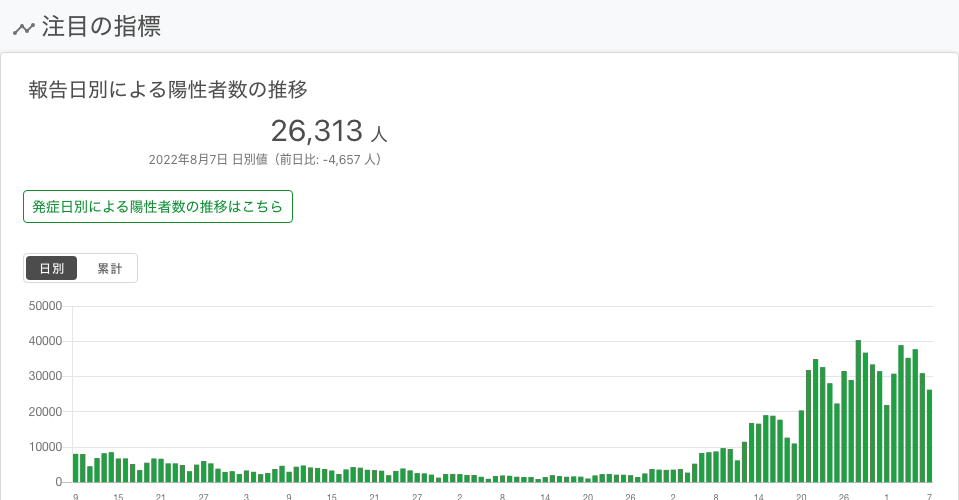 注目の指標
報告日別による陽性者数の推移
26,313 人
2022年8月7日 日別値（前日比: -4,657 人）
発症日別による陽性者数の推移はこちら
日別 累計
50000
40000
30000
20000
10000
0
9 15 21 27 3 9 15 21 27 2 8 14 20 26 2 8 14 20 26 1 7